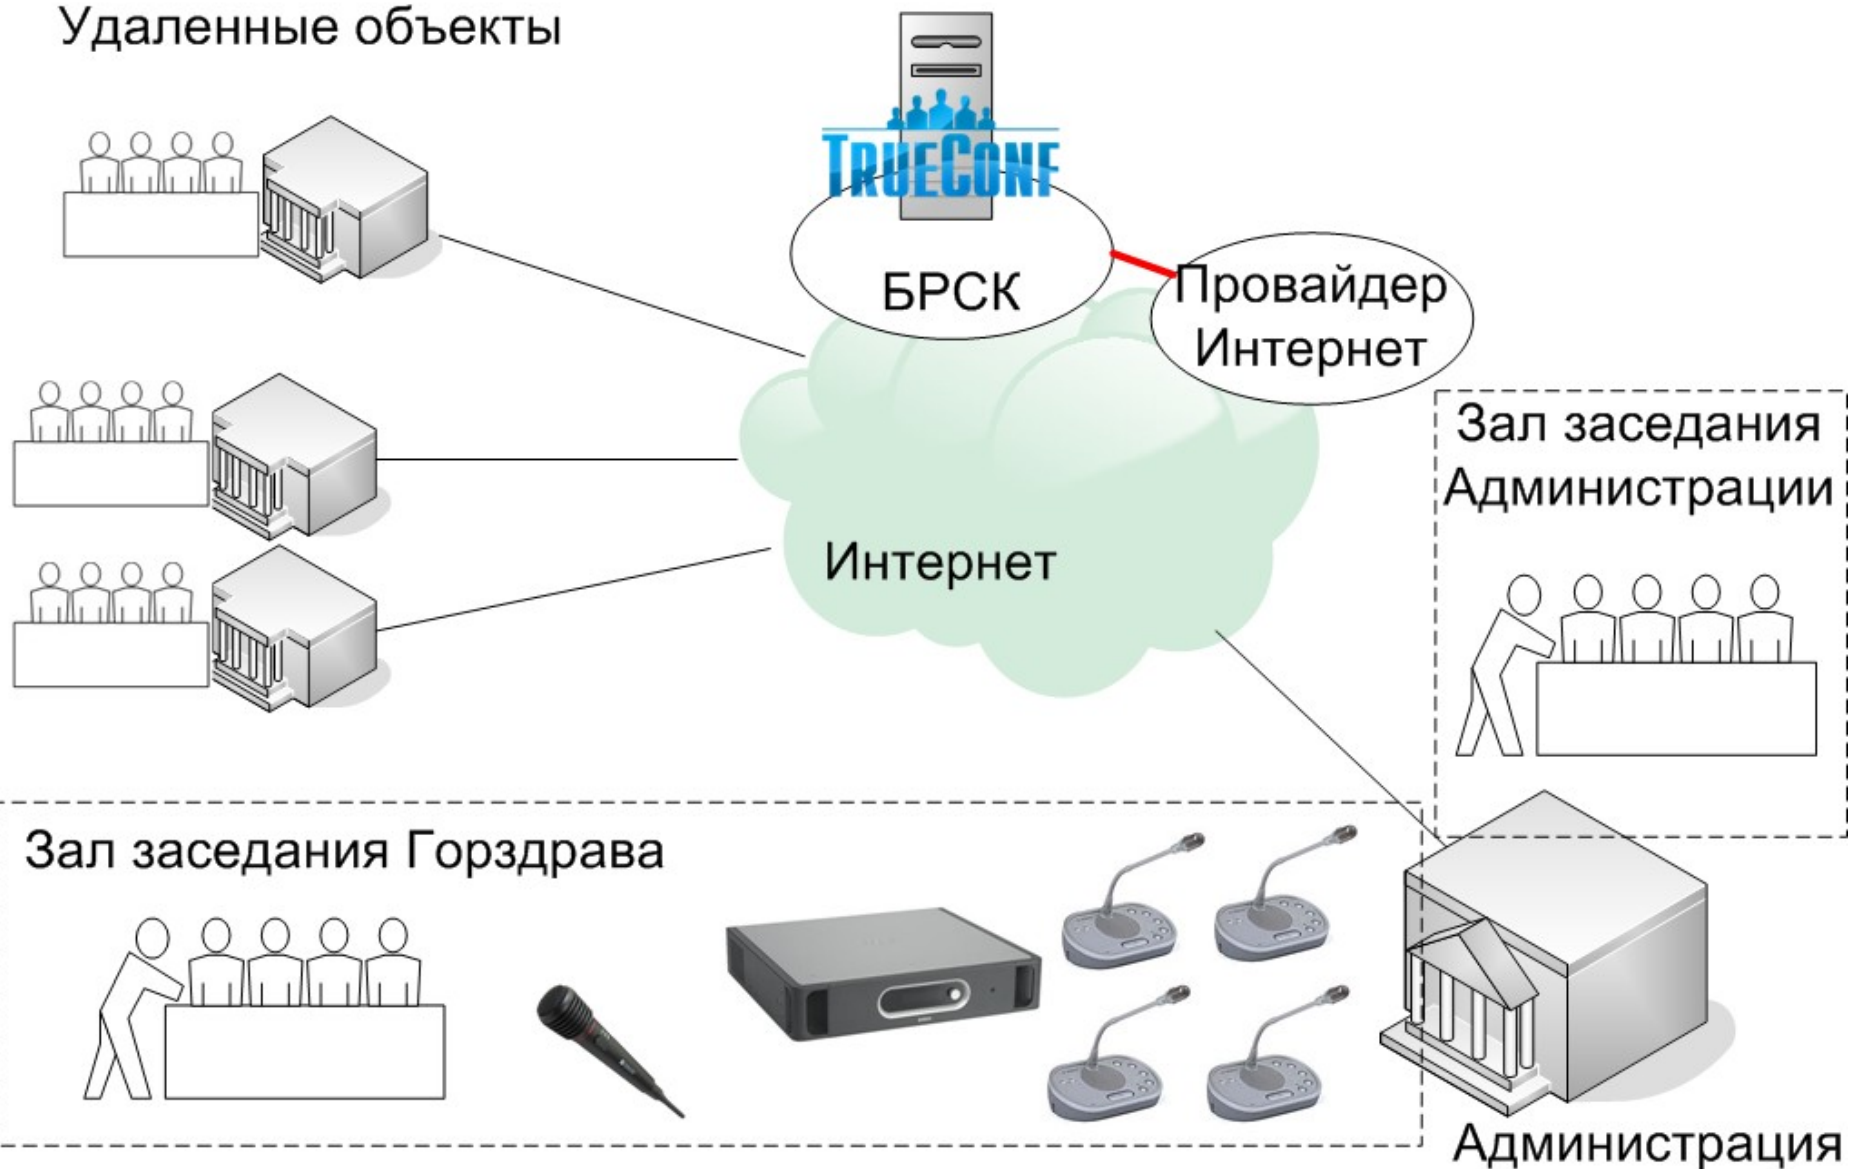 Удаленные объекты
TRUECONF
БРСК
Провайдер
Интернет
Зал заседания
Администрации
Интернет
Зал заседания Горздрава
Администрация